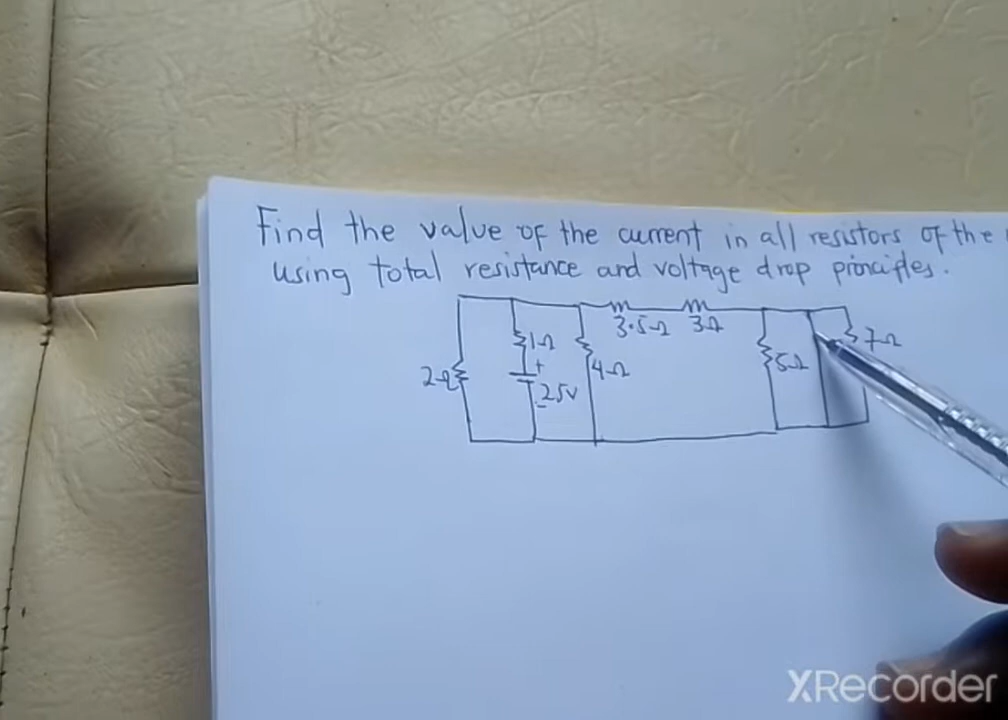 Find the value of the current in all resistors of the
using total resistance and voltage drop principles.
3.5Ω 3Ω
1Ω
7Ω
5Ω
4Ω
2Ω
+
25V
-
XRecorder